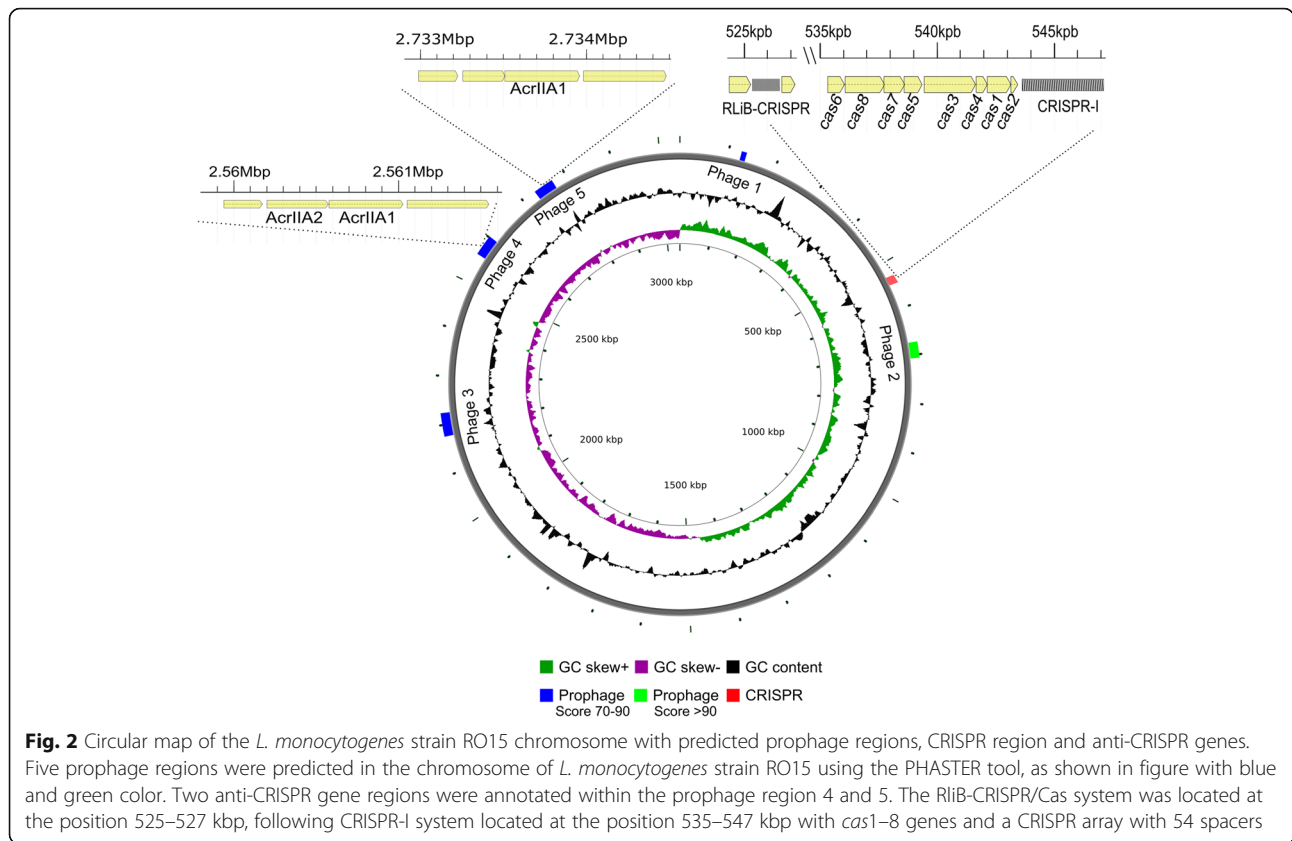 2.733Mbp 2.734Mbp
AcrIIA1
525kpb 535kpb 540kpb 545kpb
RLiB-CRISPR cas6 cas8 cas7 cas5 cas3 cas4 cas1 cas2 CRISPR-I
2.56Mbp 2.561Mbp
AcrIIA2 AcrIIA1
Phage 1
Phage 5
Phage 4
Phage 2
Phage 3
3000 kbp
500 kbp
2500 kbp
1000 kbp
2000 kbp
1500 kbp
GC skew+ GC skew- GC content
Prophage Score 70-90 Prophage Score >90 CRISPR
Fig. 2 Circular map of the L. monocytogenes strain RO15 chromosome with predicted prophage regions, CRISPR region and anti-CRISPR genes.
Five prophage regions were predicted in the chromosome of L. monocytogenes strain RO15 using the PHASTER tool, as shown in figure with blue
and green color. Two anti-CRISPR gene regions were annotated within the prophage region 4 and 5. The RliB-CRISPR/Cas system was located at
the position 525–527 kbp, following CRISPR-I system located at the position 535–547 kbp with cas1–8 genes and a CRISPR array with 54 spacers